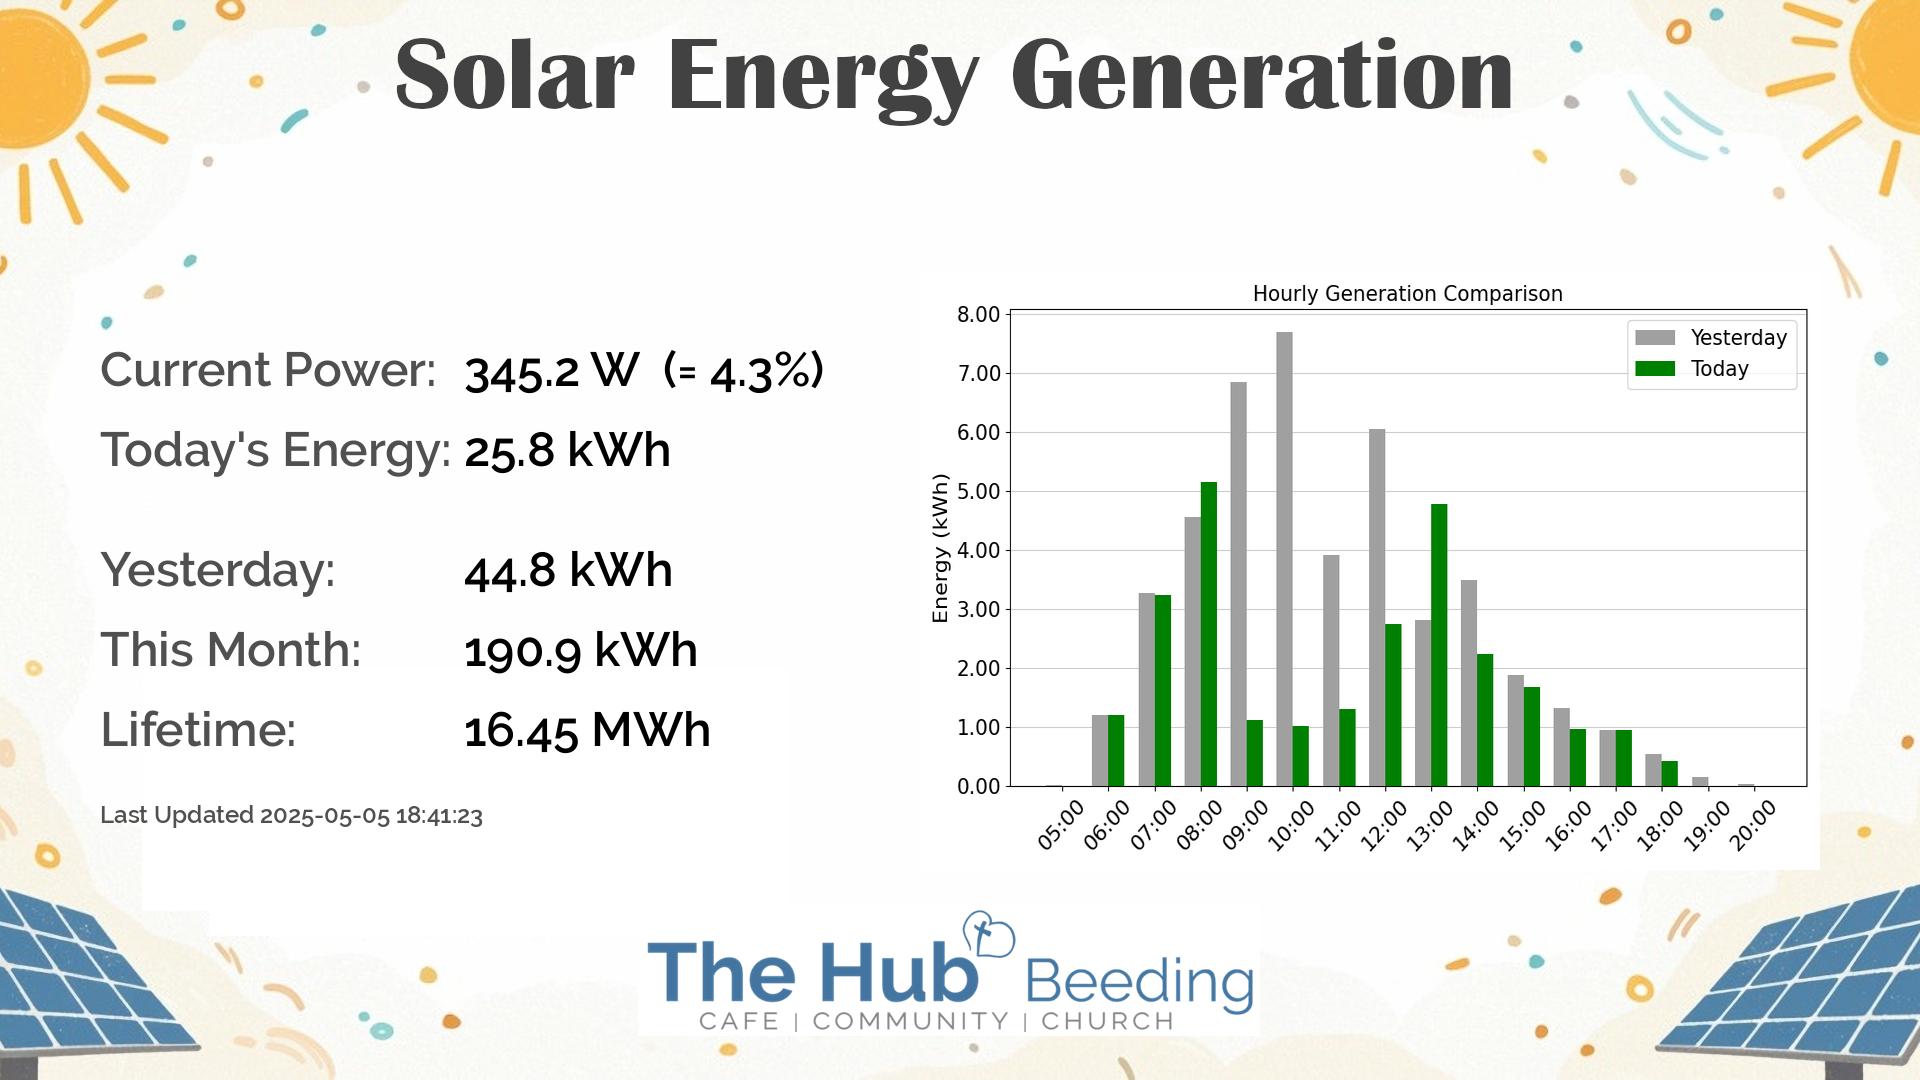 Solar Energy Generation
Current Power: 345.2 W (= 4.3%)
Today's Energy: 25.8 kWh
Yesterday: 44.8 kWh
This Month: 190.9 kWh
Lifetime: 16.45 MWh
Last Updated 2025-05-05 18:41:23
Hourly Generation Comparison
Yesterday
Today
Energy (kWh)
8.00
7.00
6.00
5.00
4.00
3.00
2.00
1.00
0.00
05:00 06:00 07:00 08:00 09:00 10:00 11:00 12:00 13:00 14:00 15:00 16:00 17:00 18:00 19:00 20:00
The Hub Beeding
CAFE | COMMUNITY | CHURCH